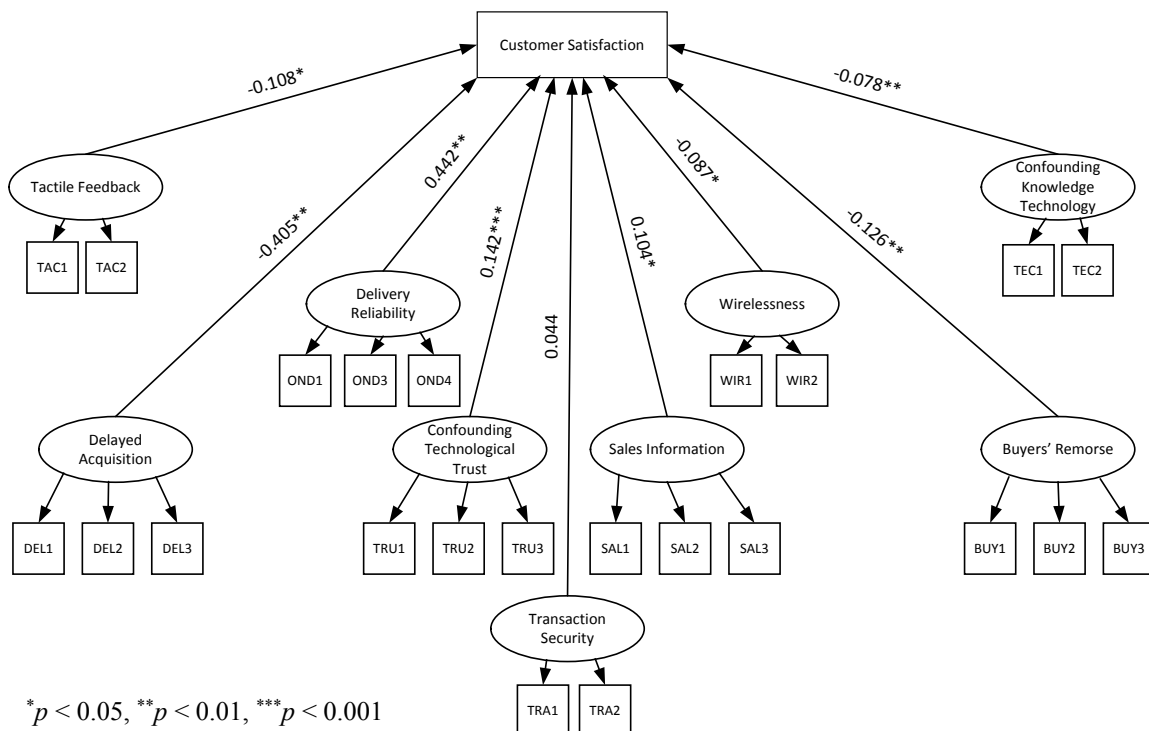 Customer Satisfaction
-0.108*
-0.078**
0.442**
-0.087*
Tactile Feedback
Confounding
Knowledge
Technology
-0.405**
0.142***
0.104*
-0.126**
TAC1
TAC2
TEC1
TEC2
Delivery
Reliability
Wirelessness
0.044
OND1
OND3
OND4
WIR1
WIR2
Delayed
Acquisition
Confounding
Technological
Trust
Sales Information
Buyers’ Remorse
DEL1
DEL2
DEL3
TRU1
TRU2
TRU3
SAL1
SAL2
SAL3
BUY1
BUY2
BUY3
Transaction
Security
TRA1
TRA2
*p < 0.05, **p < 0.01, ***p < 0.001